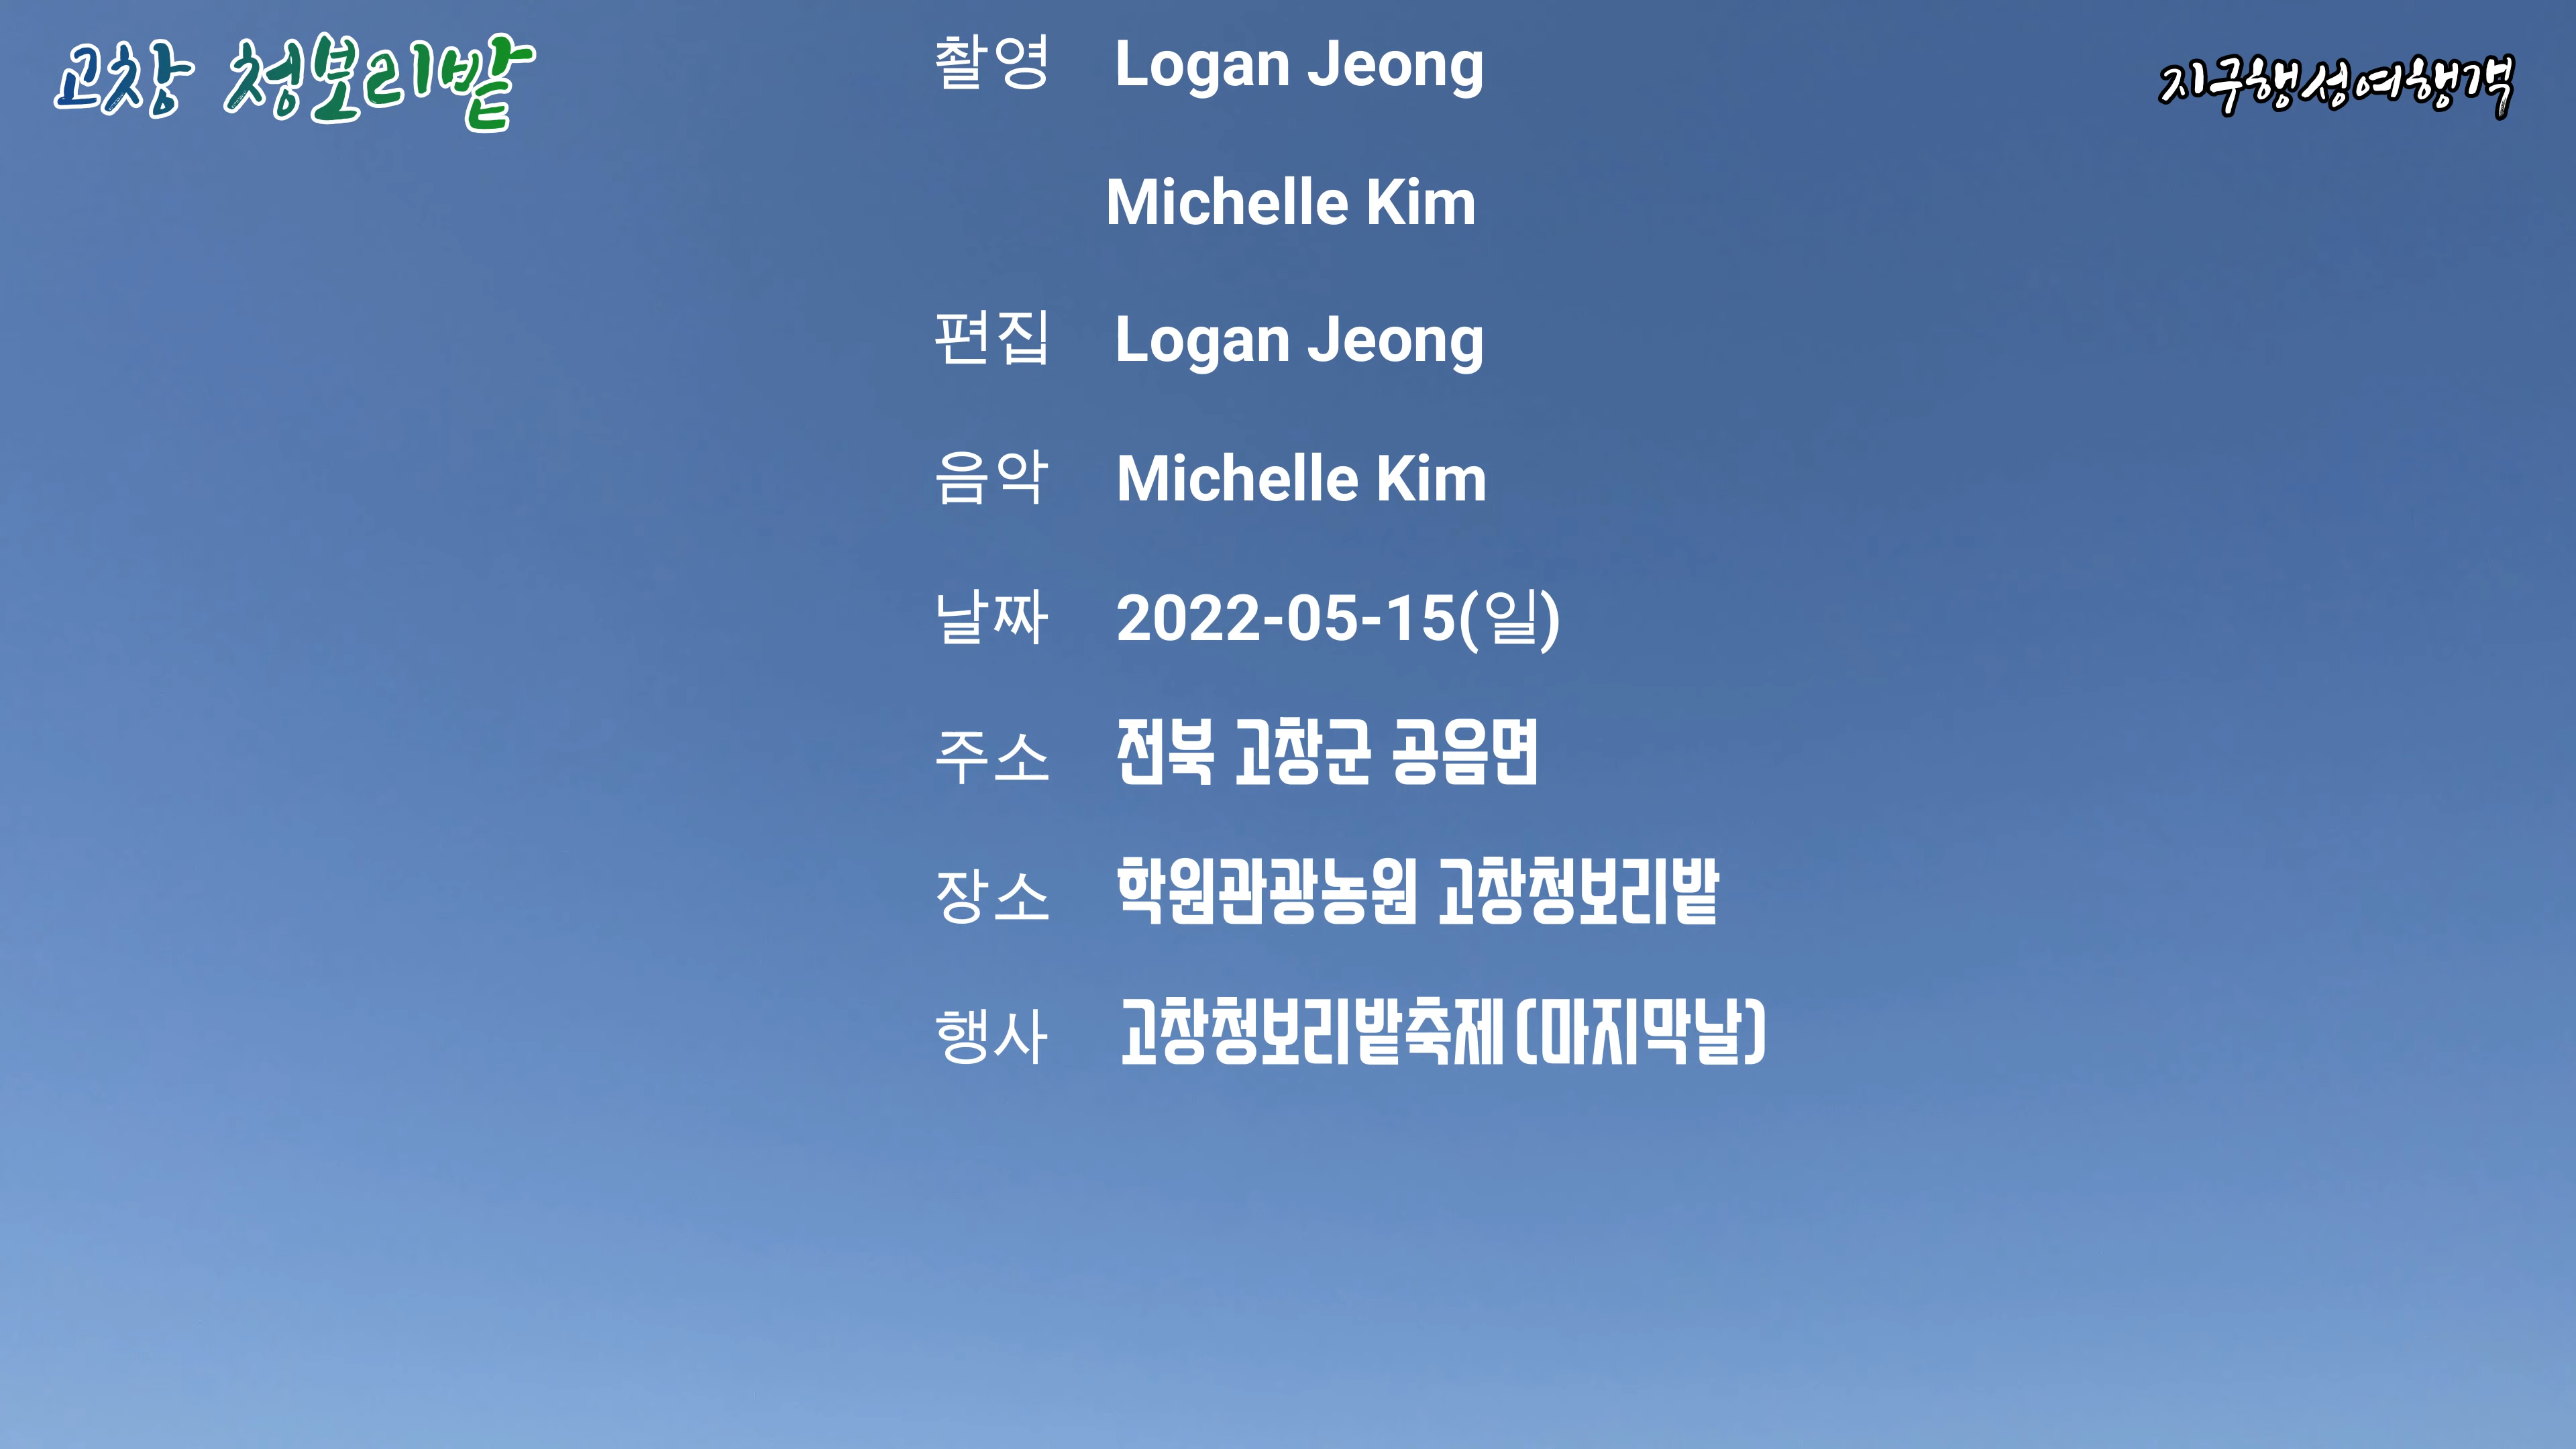 고창 청보리밭
지구행성여행객
촬영 Logan Jeong
Michelle Kim
편집 Logan Jeong
음악 Michelle Kim
날짜 2022-05-15(일)
주소 전북 고창군 공음면
장소 학원관광농원 고창청보리밭
행사 고창청보리밭축제(마지막날)